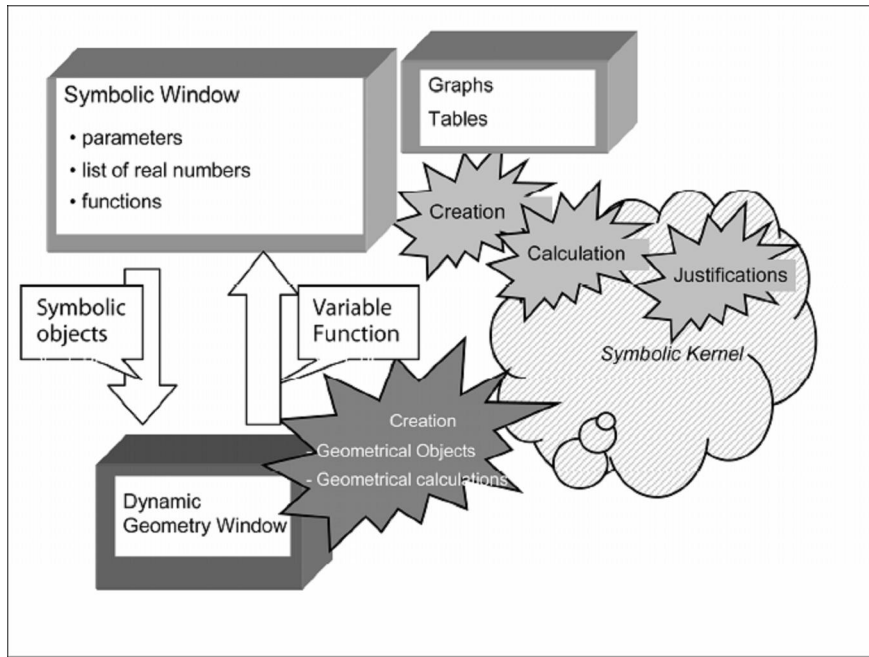 Symbolic Window
• parameters
• list of real numbers
• functions
Graphs
Tables
Creation
Calculation
Justifications
Symbolic Kernel
Symbolic
objects
Variable
Function
Creation
- Geometrical Objects
- Geometrical calculations
Dynamic
Geometry Window